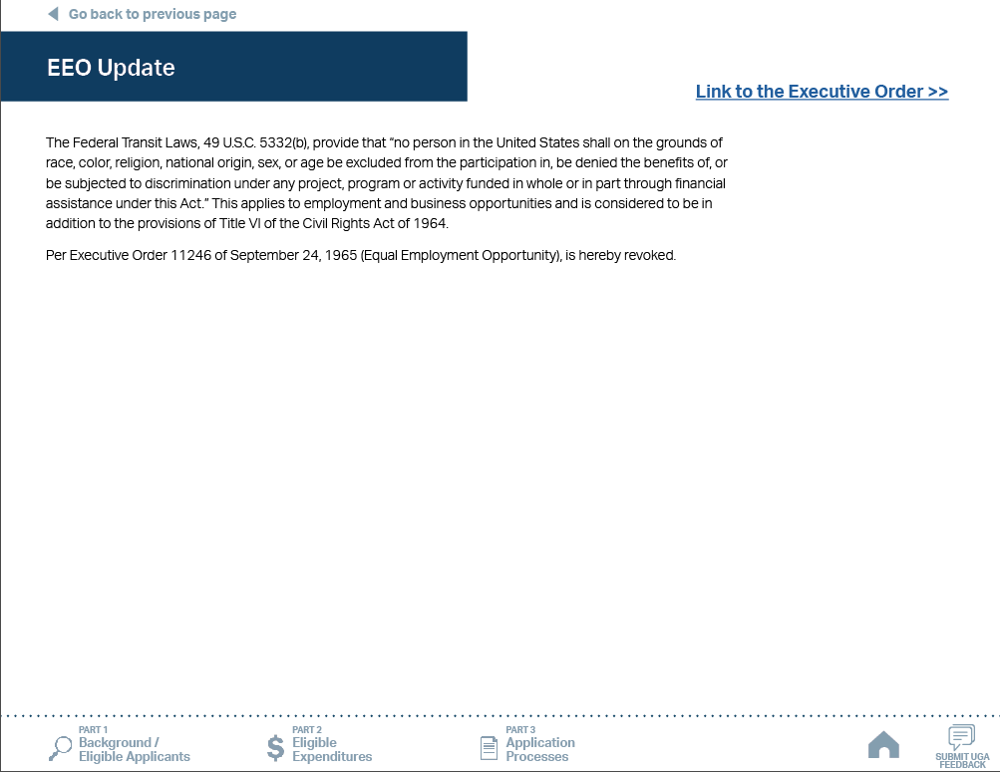 Go back to previous page
EEO Update
Link to the Executive Order >>
The Federal Transit Laws, 49 U.S.C. 5332(b), provide that “no person in the United States shall on the grounds of
race, color, religion, national origin, sex, or age be excluded from the participation in, be denied the benefits of, or
be subjected to discrimination under any project, program or activity funded in whole or in part through financial
assistance under this Act.” This applies to employment and business opportunities and is considered to be in
addition to the provisions of Title VI of the Civil Rights Act of 1964.
Per Executive Order 11246 of September 24, 1965 (Equal Employment Opportunity), is hereby revoked.
PART 1
Background /
Eligible Applicants
PART 2
Eligible
Expenditures
PART 3
Application
Processes
SUBMIT UGA
FEEDBACK